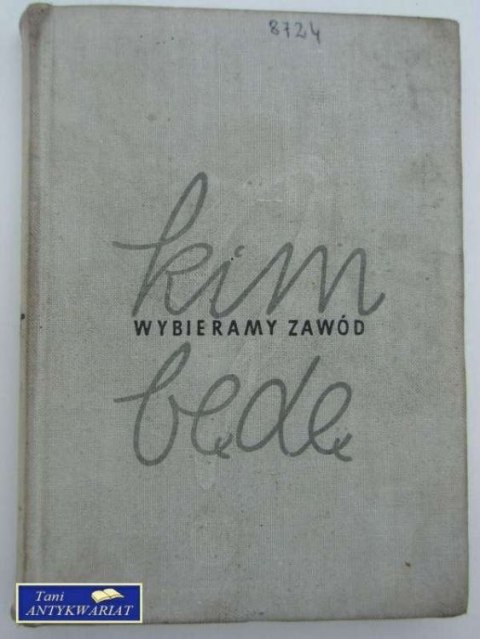 8724
kim
WYBIERAMY ZAWÓD
będę
Tani
ANTYKWARIAT